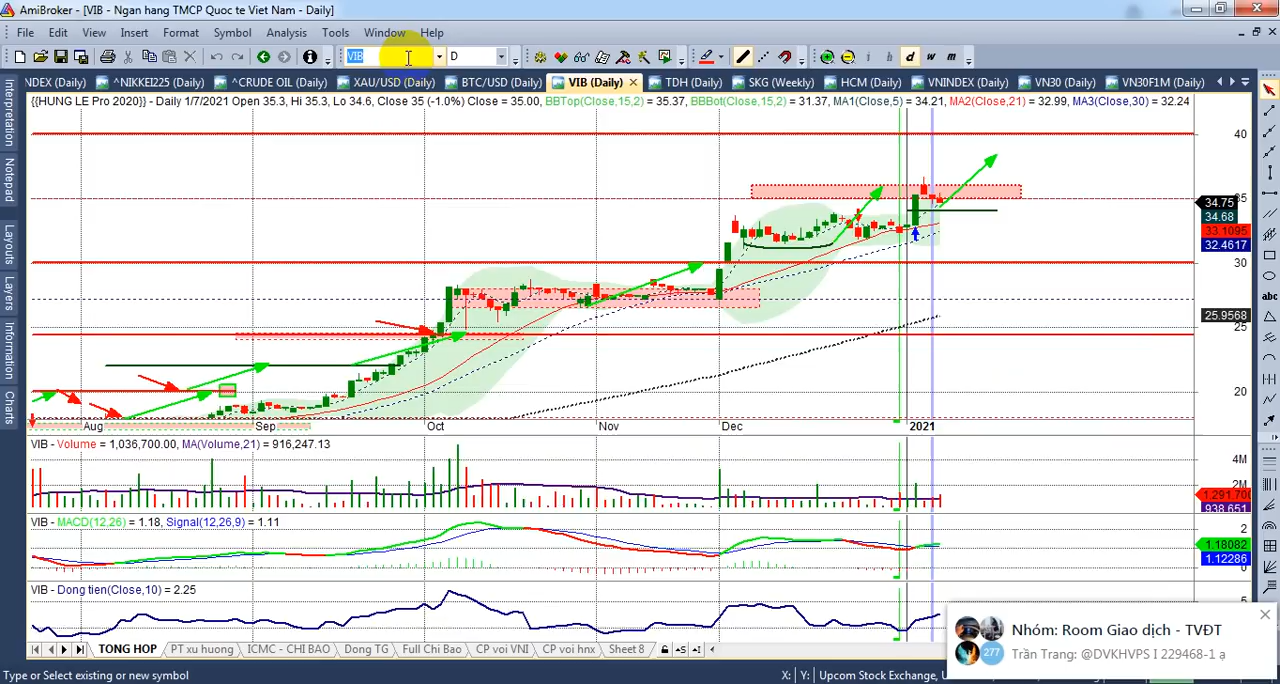 AmiBroker - [VIB - Ngan hang TMCP Quoc te Viet Nam - Daily]
File Edit View Insert Format Symbol Analysis Tools Window Help
VIB D i h d w m
NDEX (Daily) ^NIKKEI225 (Daily) ^CRUDE OIL (Daily) XAU/USD (Daily) BTC/USD (Daily) VIB (Daily) TDH (Daily) SKG (Weekly) HCM (Daily) VNINDEX (Daily) VN30 (Daily) VN30F1M (Daily)
{{HUNG LE Pro 2020}} - Daily 1/7/2021 Open 35.3, Hi 35.3, Lo 34.6, Close 35 (-1.0%) Close = 35.00, BBTop(Close,15,2) = 35.37, BBBot(Close,15,2) = 31.37, MA1(Close,5) = 34.21, MA2(Close,21) = 32.99, MA3(Close,30) = 32.24
Interpretation
Notepad
Layouts
Layers
Information
Charts
40
35
34.75
34.68
33.1095
32.4617
30
25.9568
25
20
abc
Aug Sep Oct Nov Dec 2021
VIB - Volume = 1,036,700.00, MA(Volume,21) = 916,247.13
4M
2M
1,291,700
938,651
VIB - MACD(12,26) = 1.18, Signal(12,26,9) = 1.11
2
1.18082
1.12286
0
VIB - Dong tien(Close,10) = 2.25
5
Nhóm: Room Giao dịch - TVĐT
277 Trần Trang: @DVKHVPS I 229468-1 ạ
TONG HOP PT xu huong ICMC - CHI BAO Dong TG Full Chi Bao CP voi VNI CP voi hnx Sheet 8
Type or Select existing or new symbol X: Y: Upcom Stock Exchange,